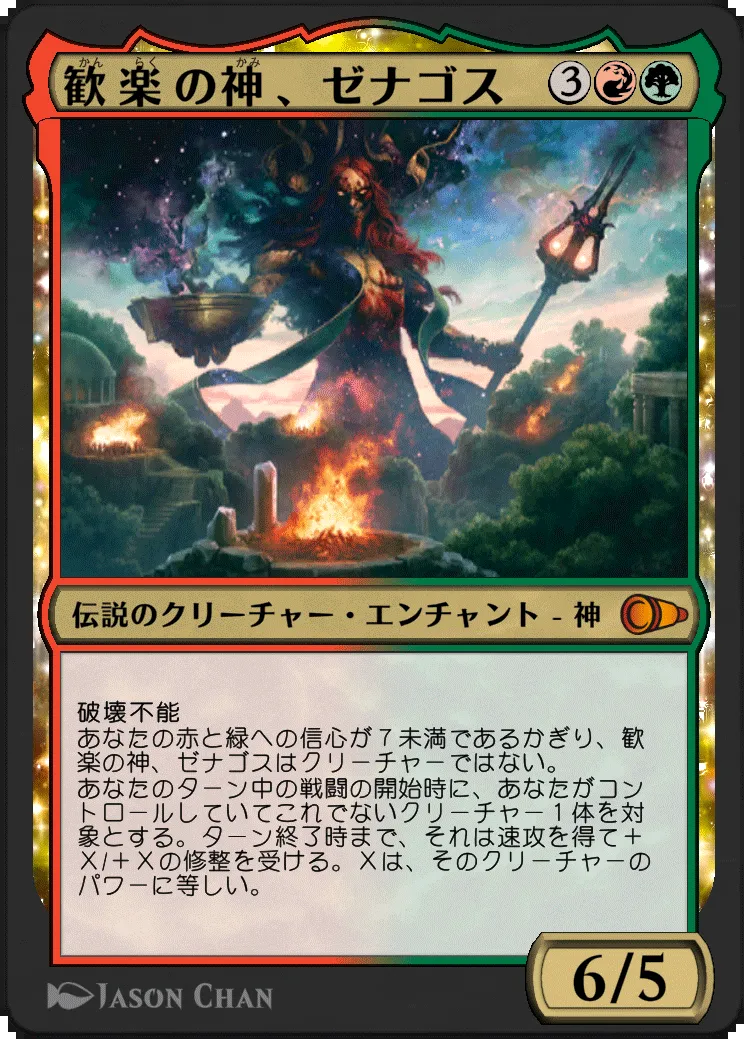 歓楽の神、ゼナゴス 3
伝説のクリーチャー・エンチャント - 神
破壊不能
あなたの赤と緑への信心が７未満であるかぎり、歓
楽の神、ゼナゴスはクリーチャーではない。
あなたのターン中の戦闘の開始時に、あなたがコン
トロールしていてこれでないクリーチャー１体を対
象とする。ターン終了時まで、それは速攻を得て＋
Ｘ/＋Ｘの修整を受ける。Ｘは、そのクリーチャーの
パワーに等しい。
6/5
JASON CHAN